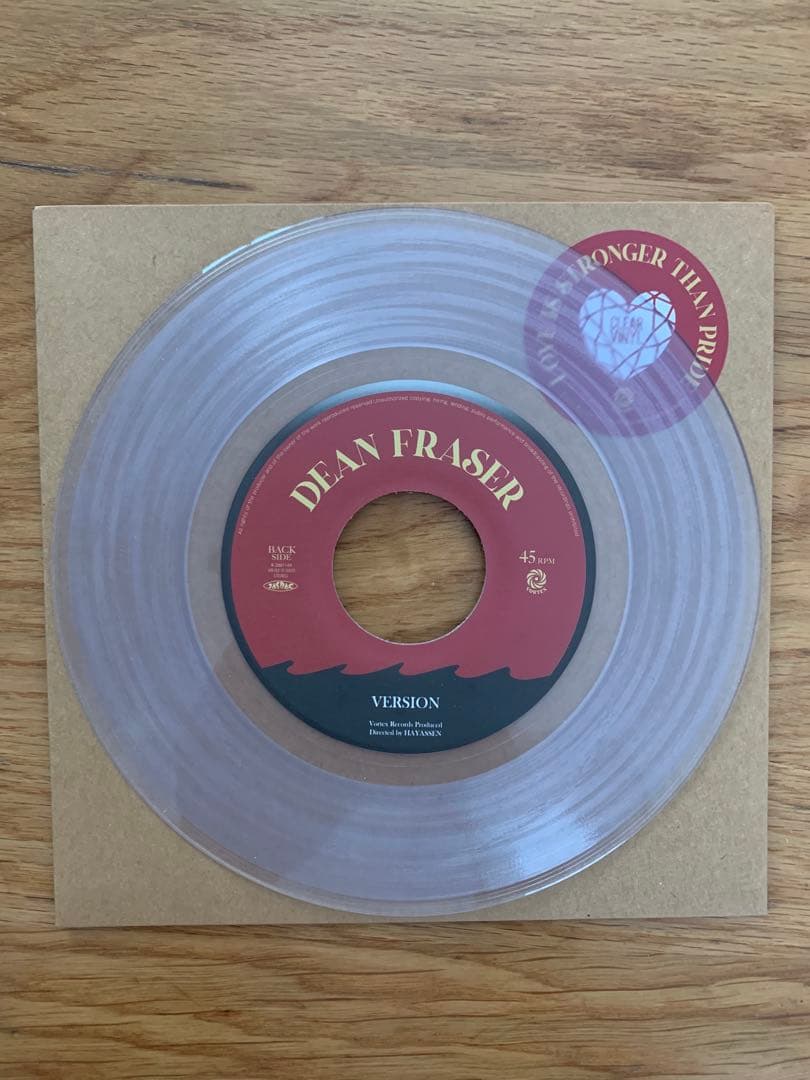 LOVE IS STRONGER THAN PRIDE
CLEAR
VINYL
DEAN FRASER
BACK
SIDE
STEREO
45 RPM
VORTEX
VERSION
Vortex Records Produced
Directed by HAYASSEN